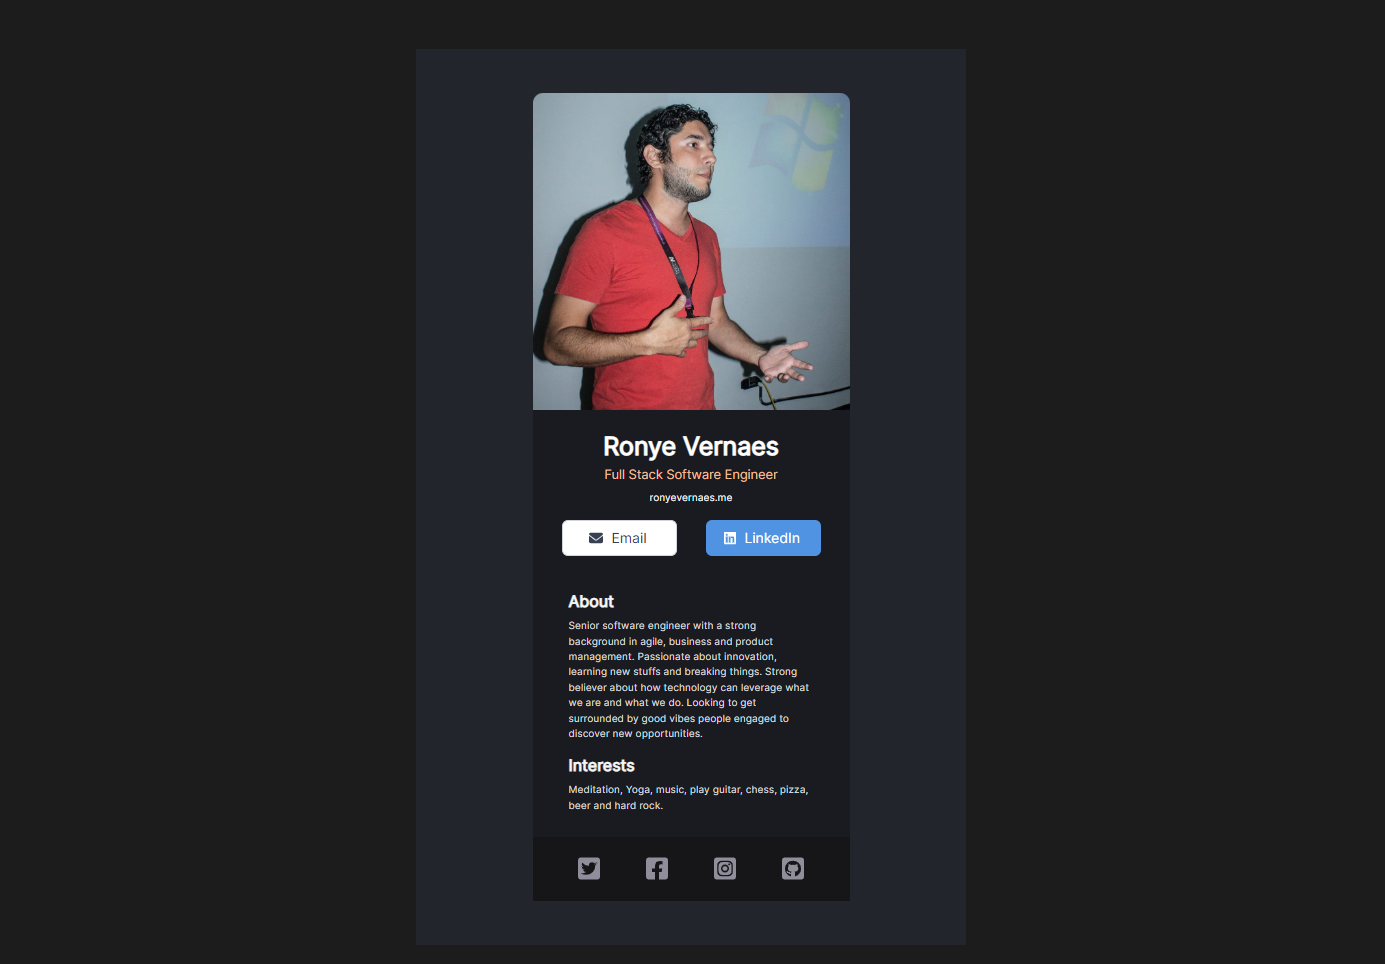 Ronye Vernaes
Full Stack Software Engineer
ronyevernaes.me
Email
LinkedIn
About
Senior software engineer with a strong
background in agile, business and product
management. Passionate about innovation,
learning new stuffs and breaking things. Strong
believer about how technology can leverage what
we are and what we do. Looking to get
surrounded by good vibes people engaged to
discover new opportunities.
Interests
Meditation, Yoga, music, play guitar, chess, pizza,
beer and hard rock.